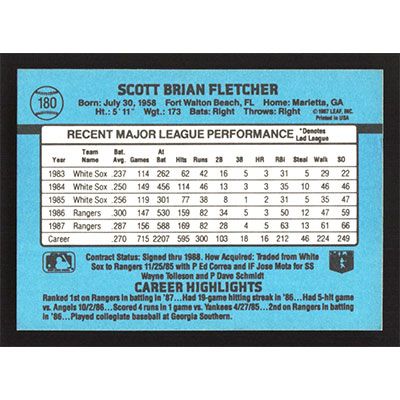 180
SCOTT BRIAN FLETCHER
Born: July 30, 1958 Fort Walton Beach, FL Home: Marietta, GA
Ht.: 5' 11" Wgt.: 173 Bats: Right Throws: Right
©1987 LEAF, INC.
Printed in USA
RECENT MAJOR LEAGUE PERFORMANCE *Denotes Led League
Year Team Name Bat. Avg. Games At Bat Hits Runs 2B 3B HR RBI Steal Walk SO
1983 White Sox .237 114 262 62 42 16 5 3 32 5 29 22
1984 White Sox .250 149 456 114 46 13 3 3 35 10 46 46
1985 White Sox .256 119 301 77 38 8 1 2 31 5 35 47
1986 Rangers .300 147 530 159 82 34 5 3 50 12 47 59
1987 Rangers .287 156 588 169 82 28 4 5 63 13 61 66
Career .270 715 2207 595 300 103 18 16 212 46 224 249
Contract Status: Signed thru 1988. How Acquired: Traded from White
Sox to Rangers 11/25/85 with P Ed Correa and IF Jose Mota for SS
Wayne Tolleson and P Dave Schmidt
CAREER HIGHLIGHTS
Ranked 1st on Rangers in batting in '87...Had 19-game hitting streak in '86...Had 5-hit
game vs. Angels 10/2/86...Scored 4 runs in 1 game vs. Yankees 4/27/85...2nd on Rangers in batting
in '86...Played collegiate baseball at Georgia Southern.